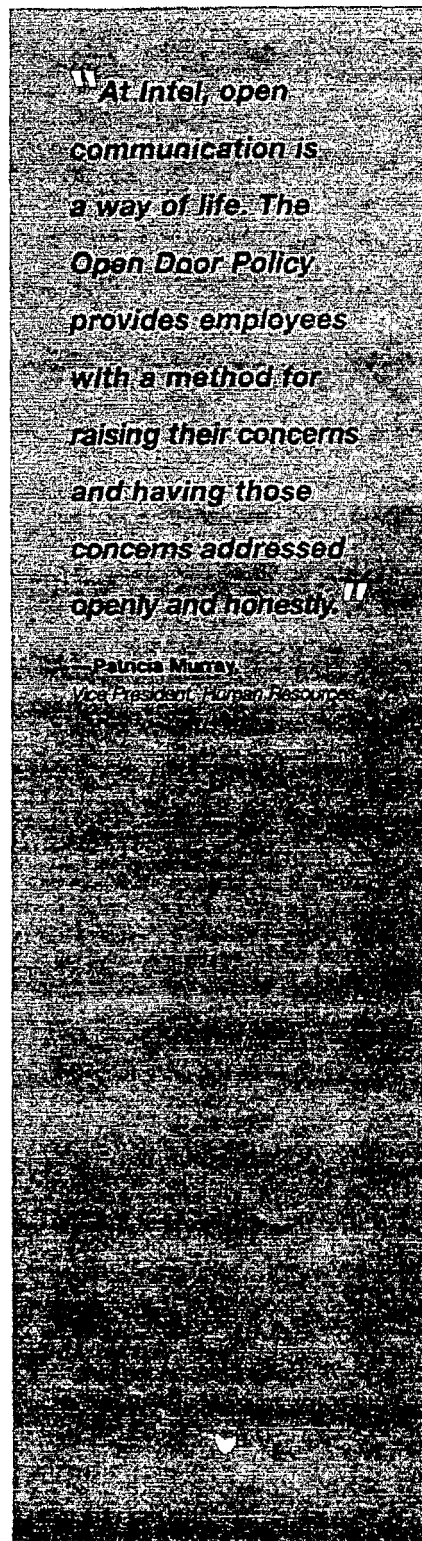 "At Intel, open
communication is
a way of life. The
Open Door Policy
provides employees
with a method for
raising their concerns
and having those
concerns addressed
openly and honestly."
—Patricia Murray,
Vice President, Human Resources